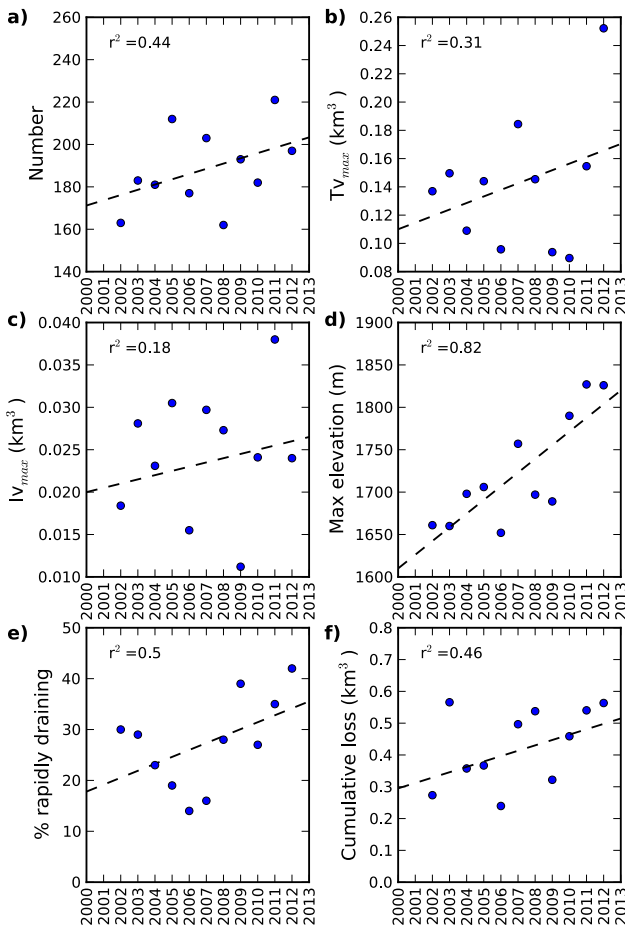 a)
r² =0.44
Number
260
240
220
200
180
160
140
2000 2001 2002 2003 2004 2005 2006 2007 2008 2009 2010 2011 2012 2013
b)
r² =0.31
Tvmax (km³)
0.26
0.24
0.22
0.20
0.18
0.16
0.14
0.12
0.10
0.08
2000 2001 2002 2003 2004 2005 2006 2007 2008 2009 2010 2011 2012 2013
c)
r² =0.18
Ivmax (km³)
0.040
0.035
0.030
0.025
0.020
0.015
0.010
2000 2001 2002 2003 2004 2005 2006 2007 2008 2009 2010 2011 2012 2013
d)
r² =0.82
Max elevation (m)
1900
1850
1800
1750
1700
1650
1600
2000 2001 2002 2003 2004 2005 2006 2007 2008 2009 2010 2011 2012 2013
e)
r² =0.5
% rapidly draining
50
40
30
20
10
0
2000 2001 2002 2003 2004 2005 2006 2007 2008 2009 2010 2011 2012 2013
f)
r² =0.46
Cumulative loss (km³)
0.8
0.7
0.6
0.5
0.4
0.3
0.2
0.1
0.0
2000 2001 2002 2003 2004 2005 2006 2007 2008 2009 2010 2011 2012 2013